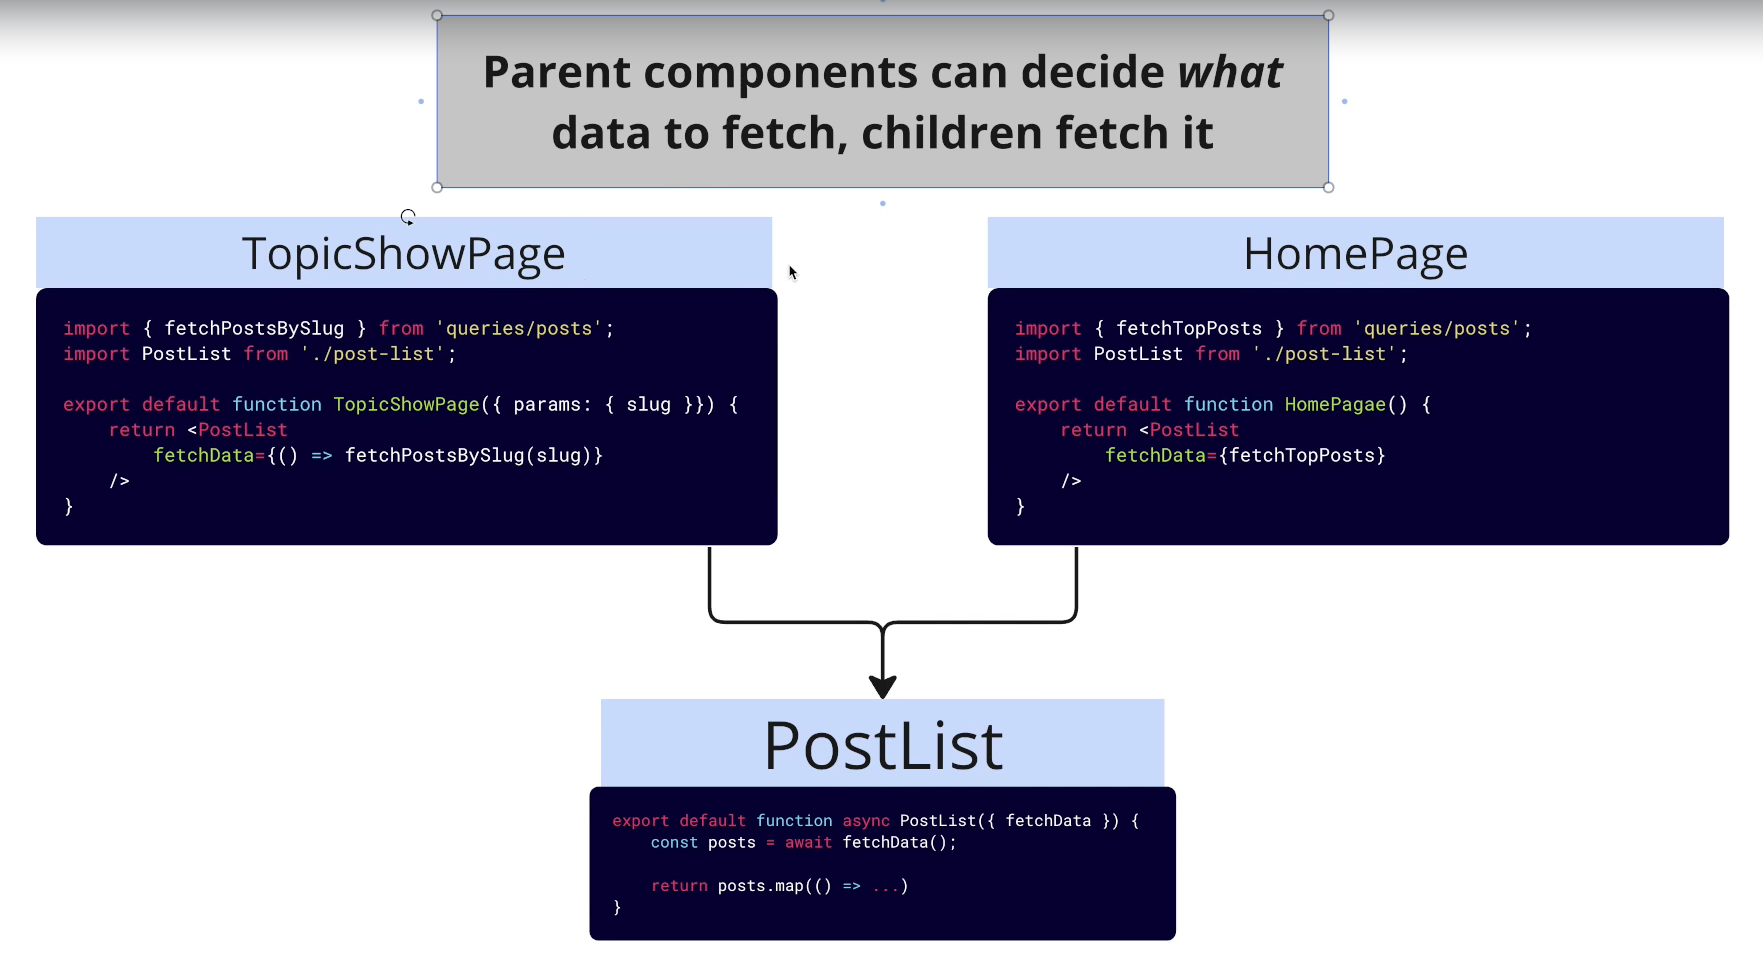 Parent components can decide what
data to fetch, children fetch it
TopicShowPage
import { fetchPostsBySlug } from 'queries/posts';
import PostList from './post-list';
export default function TopicShowPage({ params: { slug }}) {
    return <PostList
        fetchData={() => fetchPostsBySlug(slug)}
    />
}
HomePage
import { fetchTopPosts } from 'queries/posts';
import PostList from './post-list';
export default function HomePagae() {
    return <PostList
        fetchData={fetchTopPosts}
    />
}
PostList
export default function async PostList({ fetchData }) {
    const posts = await fetchData();
    return posts.map(() => ...)
}